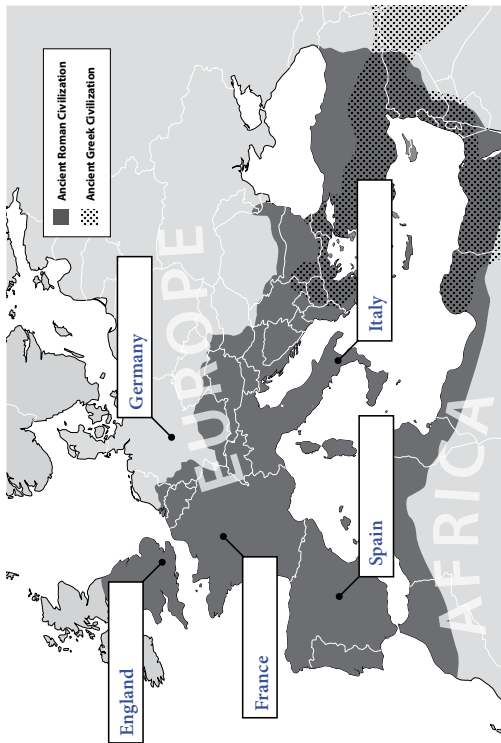 Ancient Roman Civilization
Ancient Greek Civilization
EUROPE
AFRICA
England
Germany
France
Italy
Spain